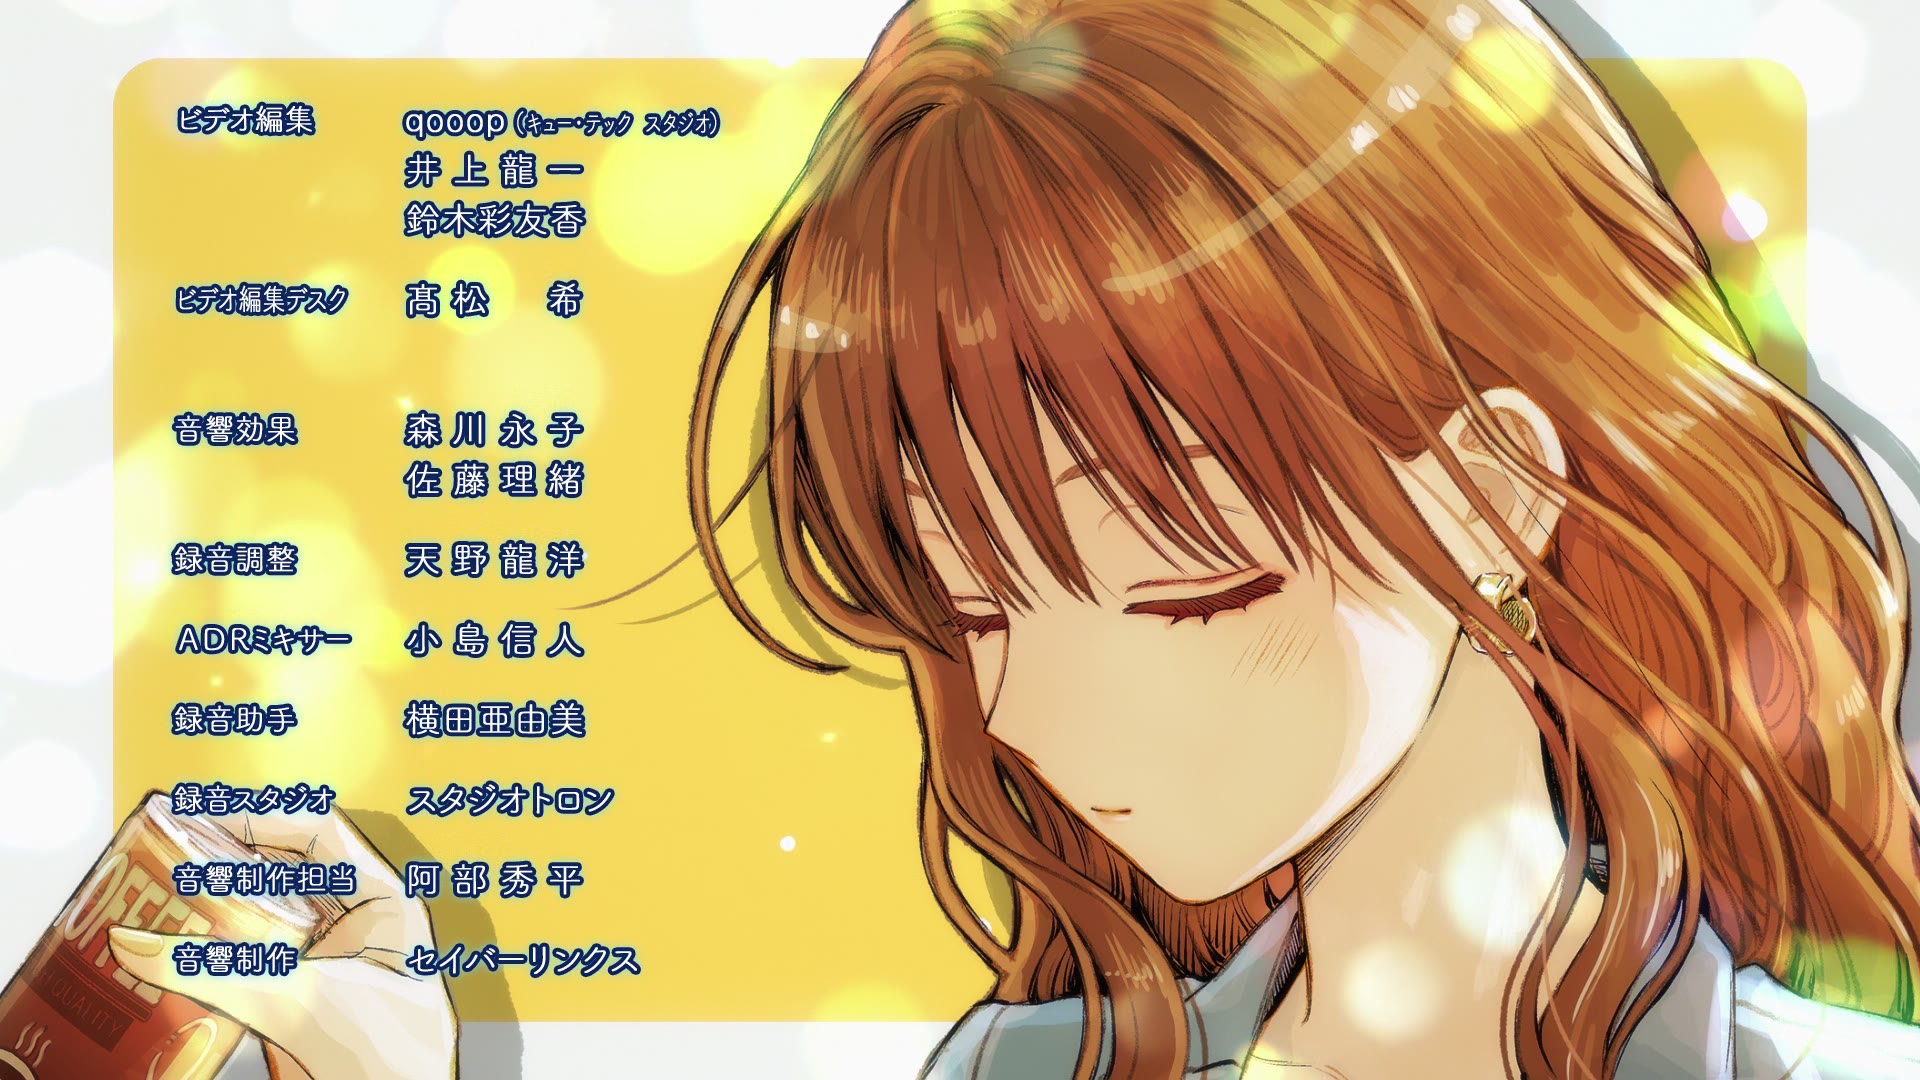 ビデオ編集 qooop（キュー・テック スタジオ）
井上龍一
鈴木彩友香
ビデオ編集デスク 髙松 希
音響効果 森川永子
佐藤理緒
録音調整 天野龍洋
ADRミキサー 小島信人
録音助手 横田亜由美
録音スタジオ スタジオトロン
音響制作担当 阿部秀平
音響制作 セイバーリンクス
COFFEE
QUALITY